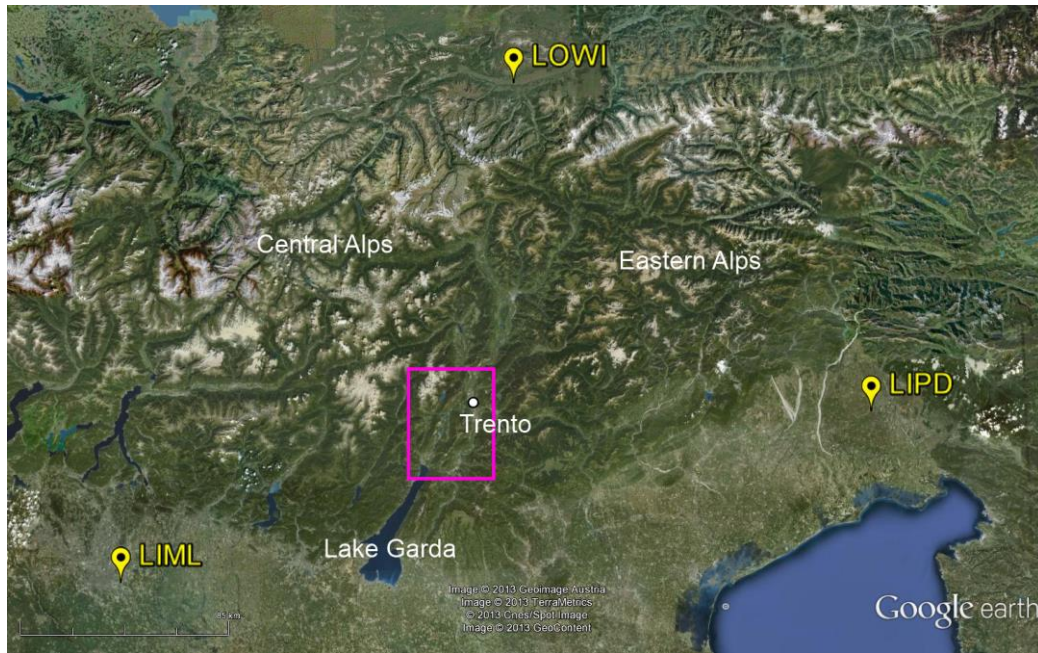 LOWI
Central Alps
Eastern Alps
LIPD
Trento
Lake Garda
LIML
Image © 2013 Geoimage Austria
Image © 2013 TerraMetrics
© 2013 Cnes/Spot Image
Image © 2013 GeoContent
Google earth
km